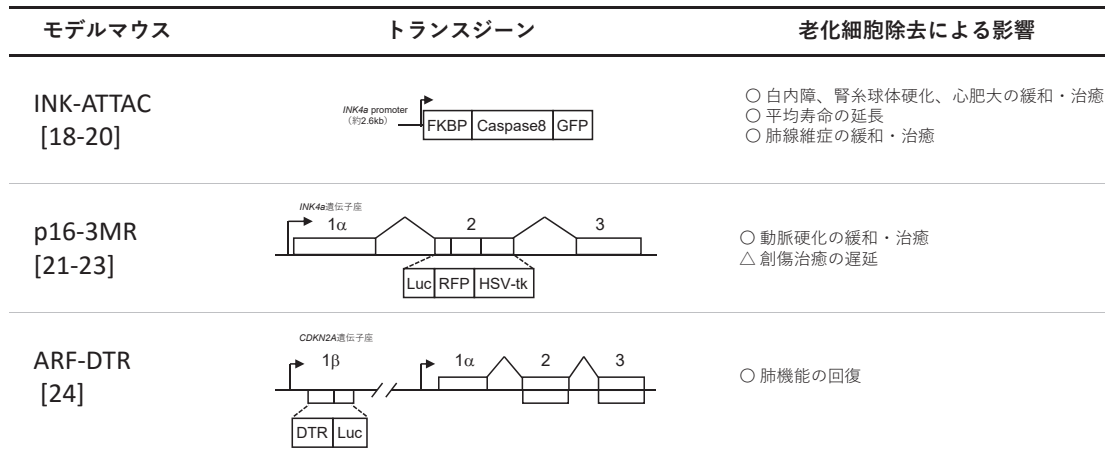 モデルマウス
トランスジーン
老化細胞除去による影響
INK-ATTAC
[18-20]
INK4a promoter
(約2.6kb)
FKBP Caspase8 GFP
○ 白内障、腎糸球体硬化、心肥大の緩和・治癒
○ 平均寿命の延長
○ 肺線維症の緩和・治癒
p16-3MR
[21-23]
INK4a遺伝子座
1α 2 3
Luc RFP HSV-tk
○ 動脈硬化の緩和・治癒
△ 創傷治癒の遅延
ARF-DTR
[24]
CDKN2A遺伝子座
1β 1α 2 3
DTR Luc
○ 肺機能の回復